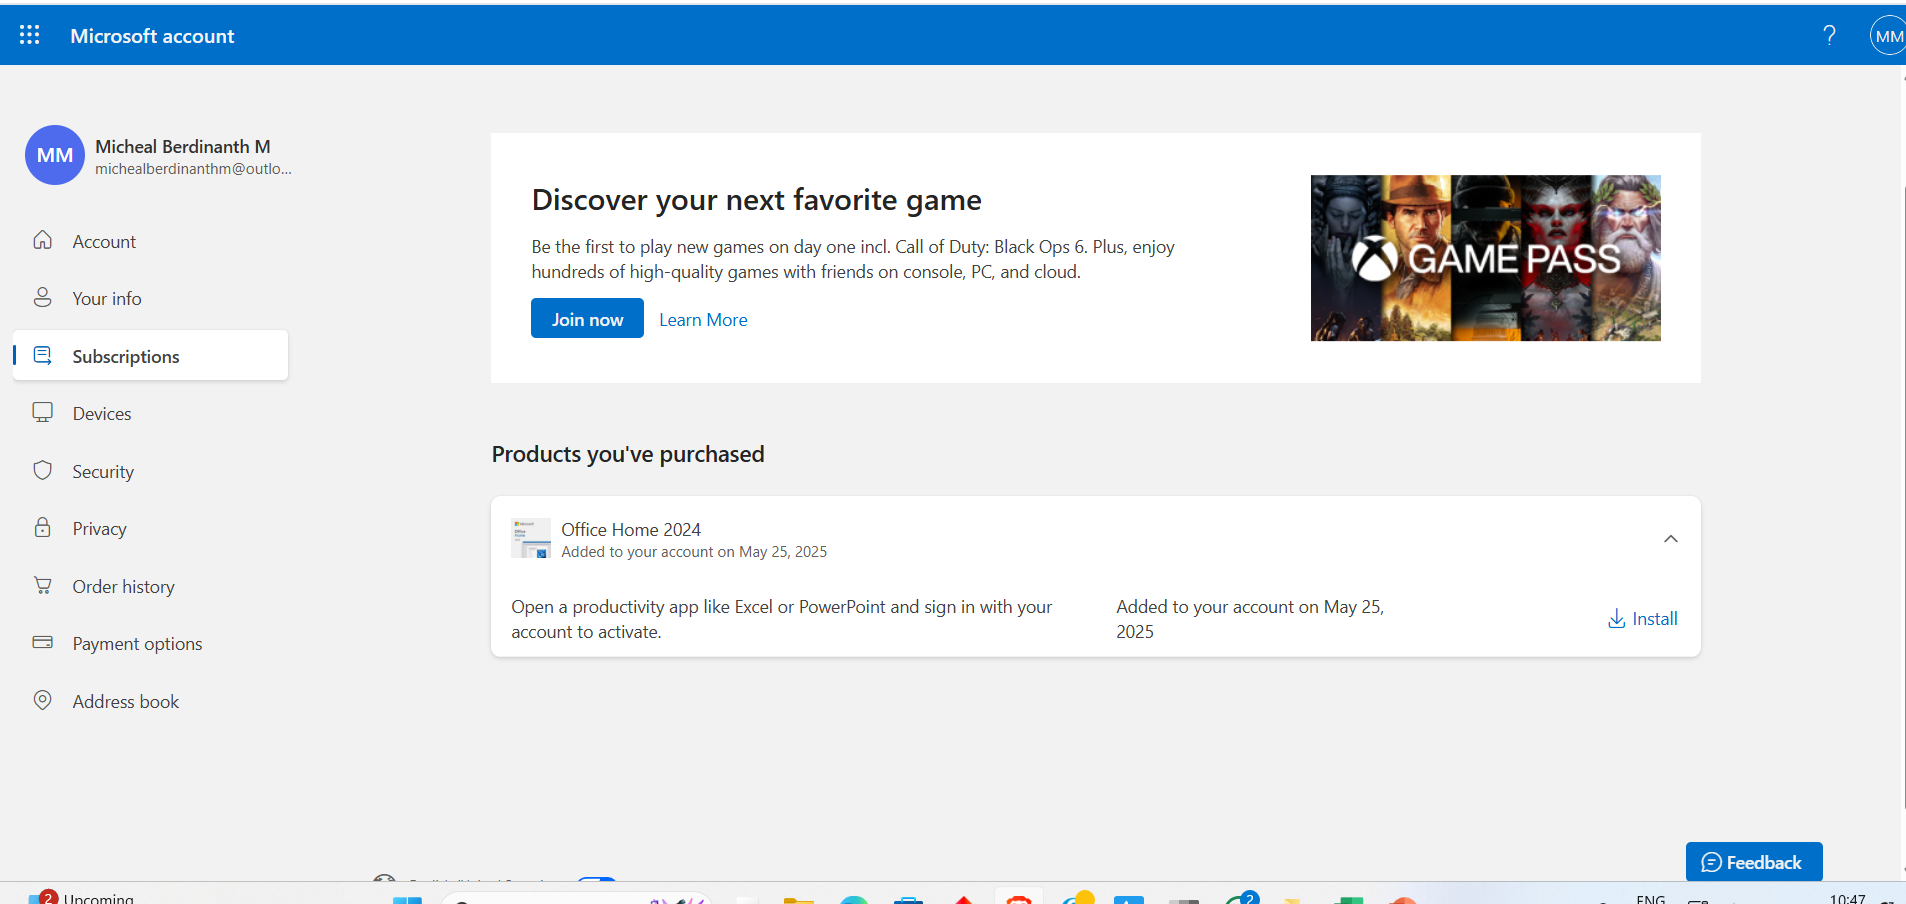 Microsoft account
?
MM
MM
Micheal Berdinanth M
michealberdinanthm@outlo...
Account
Your info
Subscriptions
Devices
Security
Privacy
Order history
Payment options
Address book
Discover your next favorite game
Be the first to play new games on day one incl. Call of Duty: Black Ops 6. Plus, enjoy
hundreds of high-quality games with friends on console, PC, and cloud.
Join now
Learn More
GAME PASS
Products you've purchased
Office Home 2024
Added to your account on May 25, 2025
Open a productivity app like Excel or PowerPoint and sign in with your
account to activate.
Added to your account on May 25,
2025
Install
Feedback
2
Upcoming
2
ENG
10:47